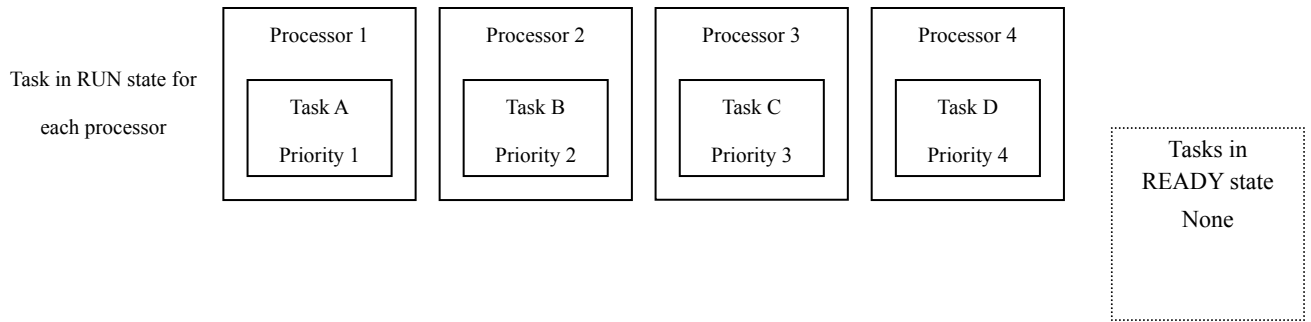 Task in RUN state for
each processor
Processor 1
Task A
Priority 1
Processor 2
Task B
Priority 2
Processor 3
Task C
Priority 3
Processor 4
Task D
Priority 4
Tasks in
READY state
None